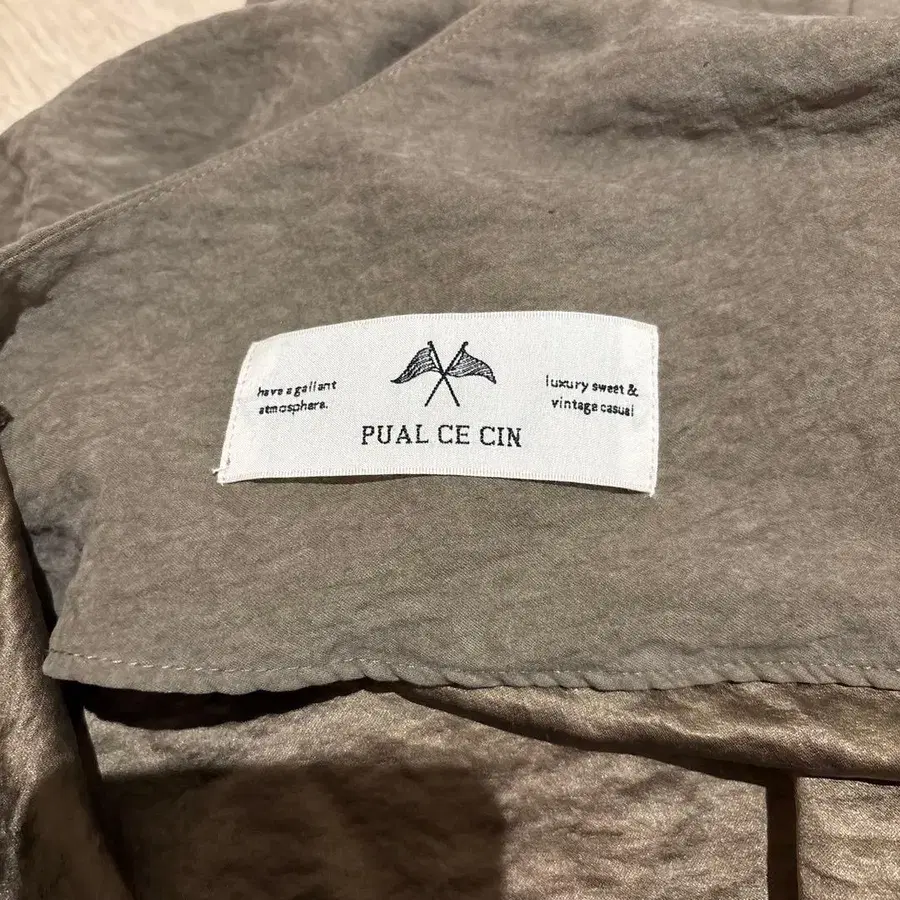 have a gallant
atmosphere.
luxury sweet &
vintage casual
PUAL CE CIN